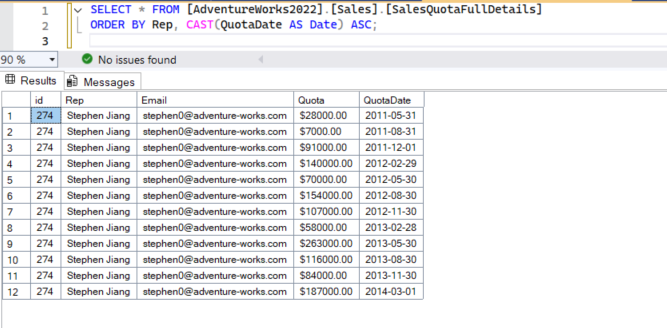 1 SELECT * FROM [AdventureWorks2022].[Sales].[SalesQuotaFullDetails]
2 ORDER BY Rep, CAST(QuotaDate AS Date) ASC;
3
90 % No issues found
Results Messages
id Rep Email Quota QuotaDate
1 274 Stephen Jiang stephen0@adventure-works.com $28000.00 2011-05-31
2 274 Stephen Jiang stephen0@adventure-works.com $7000.00 2011-08-31
3 274 Stephen Jiang stephen0@adventure-works.com $91000.00 2011-12-01
4 274 Stephen Jiang stephen0@adventure-works.com $140000.00 2012-02-29
5 274 Stephen Jiang stephen0@adventure-works.com $70000.00 2012-05-30
6 274 Stephen Jiang stephen0@adventure-works.com $154000.00 2012-08-30
7 274 Stephen Jiang stephen0@adventure-works.com $107000.00 2012-11-30
8 274 Stephen Jiang stephen0@adventure-works.com $58000.00 2013-02-28
9 274 Stephen Jiang stephen0@adventure-works.com $263000.00 2013-05-30
10 274 Stephen Jiang stephen0@adventure-works.com $116000.00 2013-08-30
11 274 Stephen Jiang stephen0@adventure-works.com $84000.00 2013-11-30
12 274 Stephen Jiang stephen0@adventure-works.com $187000.00 2014-03-01